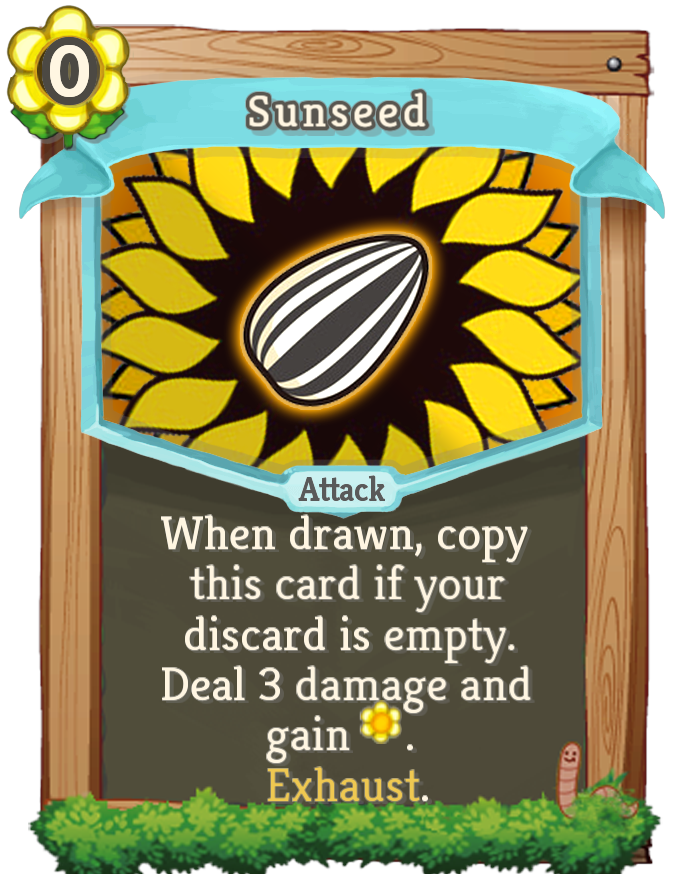 0
Sunseed
Attack
When drawn, copy
this card if your
discard is empty.
Deal 3 damage and
gain .
Exhaust.